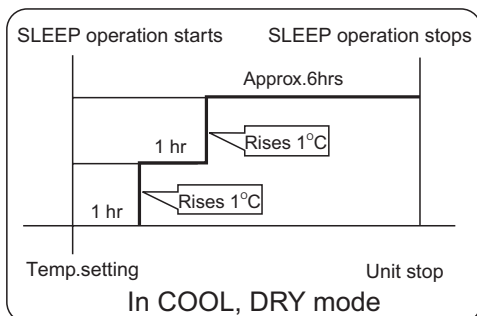 SLEEP operation starts SLEEP operation stops
Approx.6hrs
1 hr Rises 1°C
1 hr Rises 1°C
Temp.setting Unit stop
In COOL, DRY mode